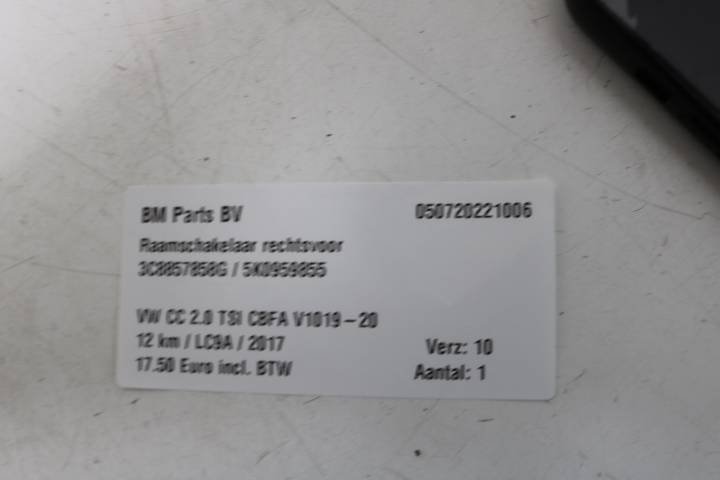 BM Parts BV 050720221006
Raamschakelaar rechtsvoor
3C8857858G / 5K0959855
VW CC 2.0 TSI CBFA V1019-20
12 km / LC9A / 2017 Verz: 10
17.50 Euro incl. BTW Aantal: 1